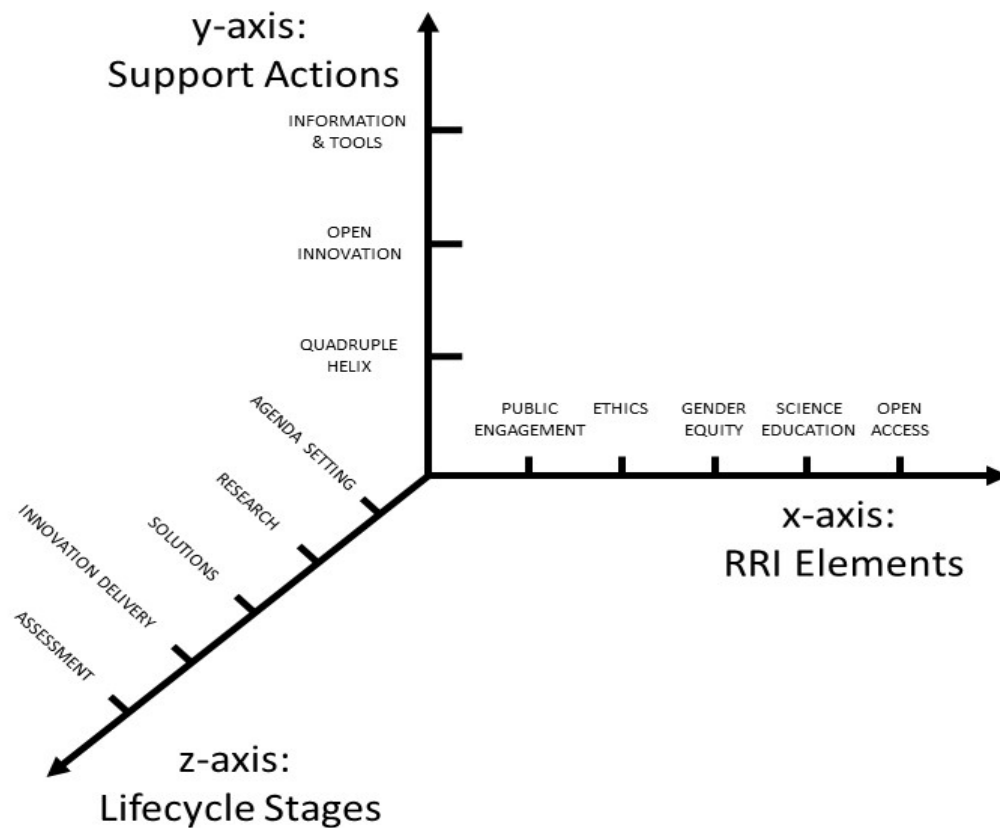 y-axis:
Support Actions
INFORMATION
& TOOLS
OPEN
INNOVATION
QUADRUPLE
HELIX
AGENDA SETTING
RESEARCH
SOLUTIONS
INNOVATION DELIVERY
ASSESSMENT
PUBLIC
ENGAGEMENT
ETHICS
GENDER
EQUITY
SCIENCE
EDUCATION
OPEN
ACCESS
x-axis:
RRI Elements
z-axis:
Lifecycle Stages